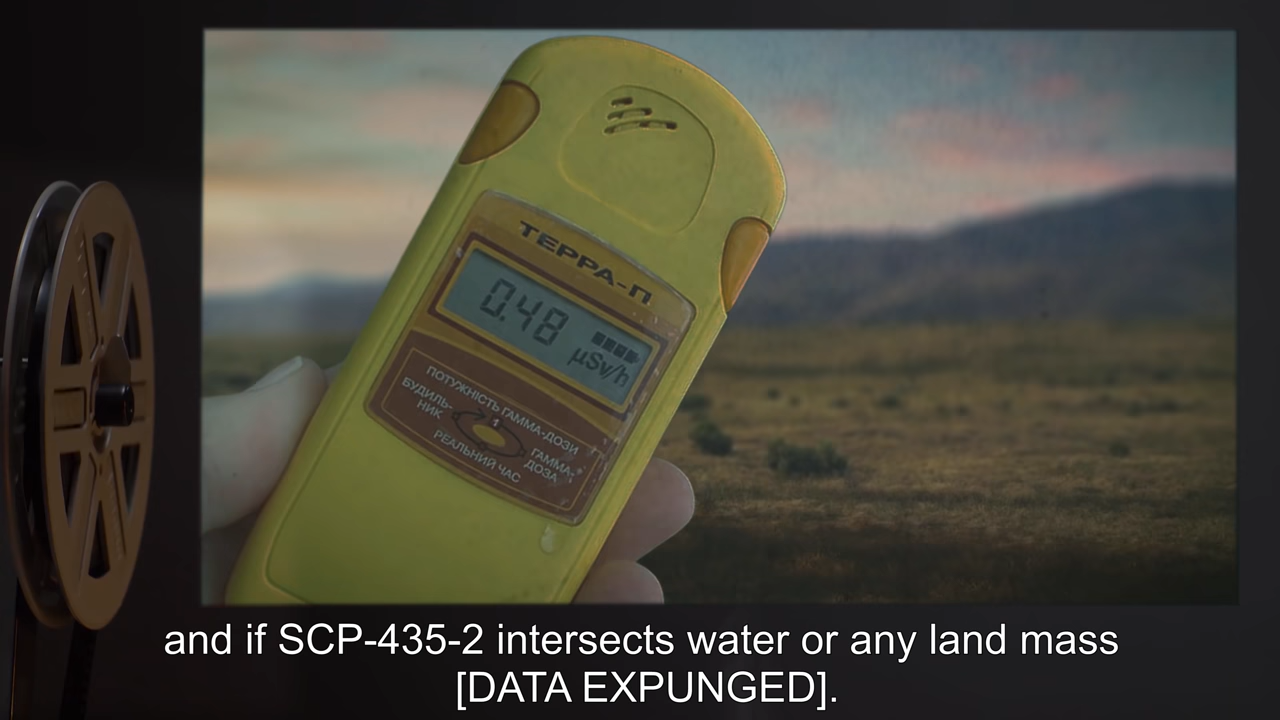 ТЕРРА-П
0.48
μSv/h
ПОТУЖНІСТЬ ГАММА-ДОЗИ
БУДИЛЬ-
НИК
1
ГАММА-
ДОЗА
РЕАЛЬНИЙ ЧАС
and if SCP-435-2 intersects water or any land mass
[DATA EXPUNGED].